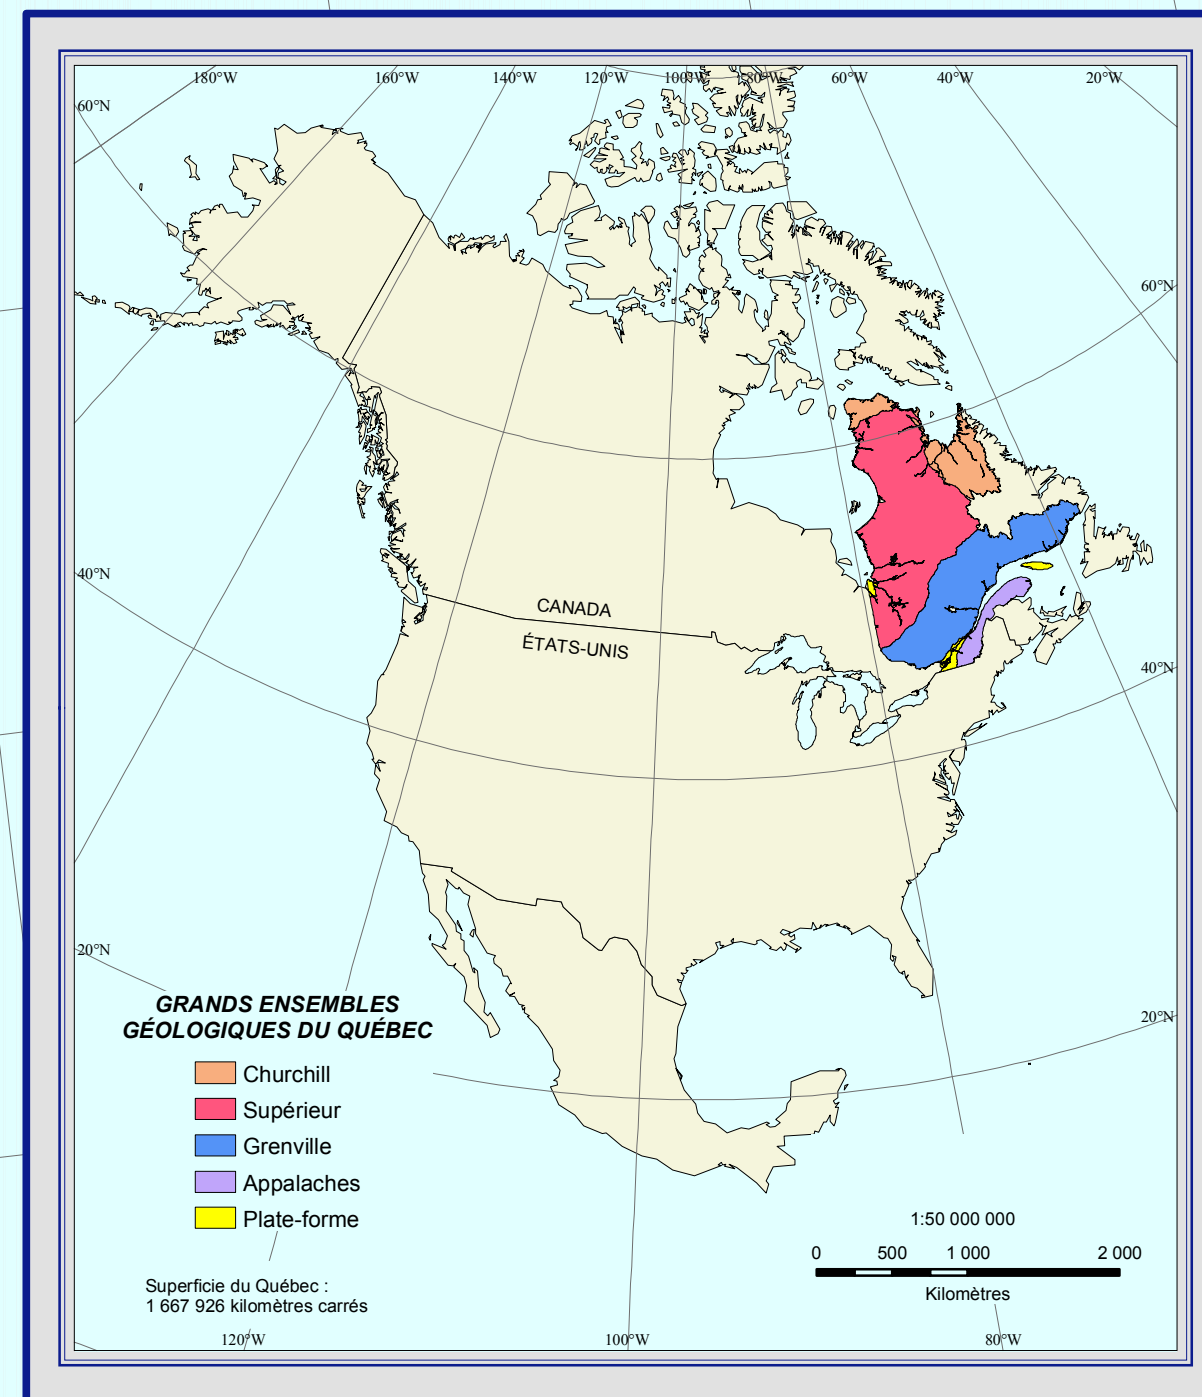 180°W
160°W
140°W
120°W
100°W
80°W
60°W
40°W
20°W
60°N
60°N
40°N
CANADA
ÉTATS-UNIS
40°N
20°N
GRANDS ENSEMBLES
GÉOLOGIQUES DU QUÉBEC
20°N
Churchill
Supérieur
Grenville
Appalaches
Plate-forme
1:50 000 000
0 500 1 000 2 000
Kilomètres
Superficie du Québec :
1 667 926 kilomètres carrés
120°W
100°W
80°W